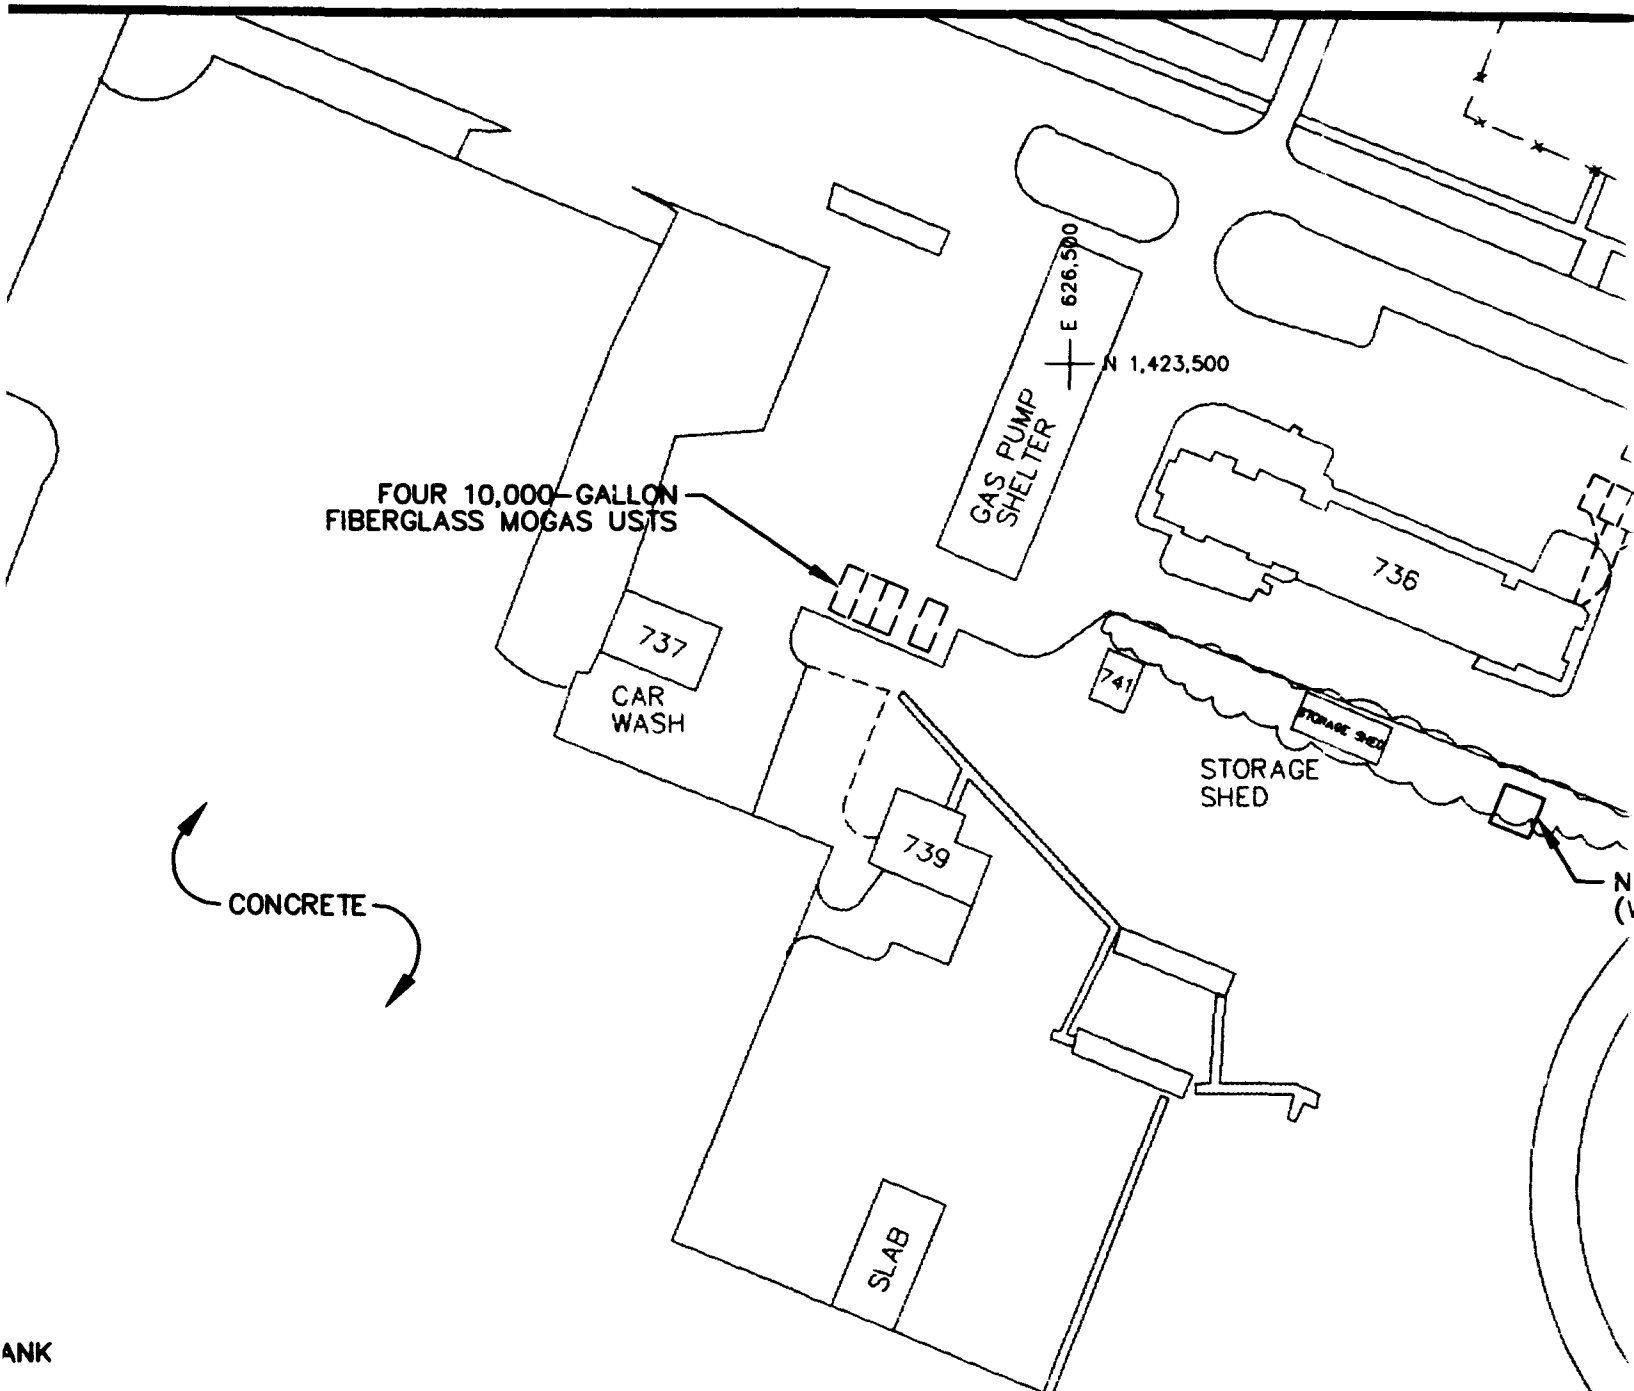 E 626,500
N 1,423,500
GAS PUMP
SHELTER
FOUR 10,000-GALLON
FIBERGLASS MOGAS USTS
736
737
CAR
WASH
741
STORAGE SHED
STORAGE
SHED
739
N
CONCRETE
SLAB
ANK